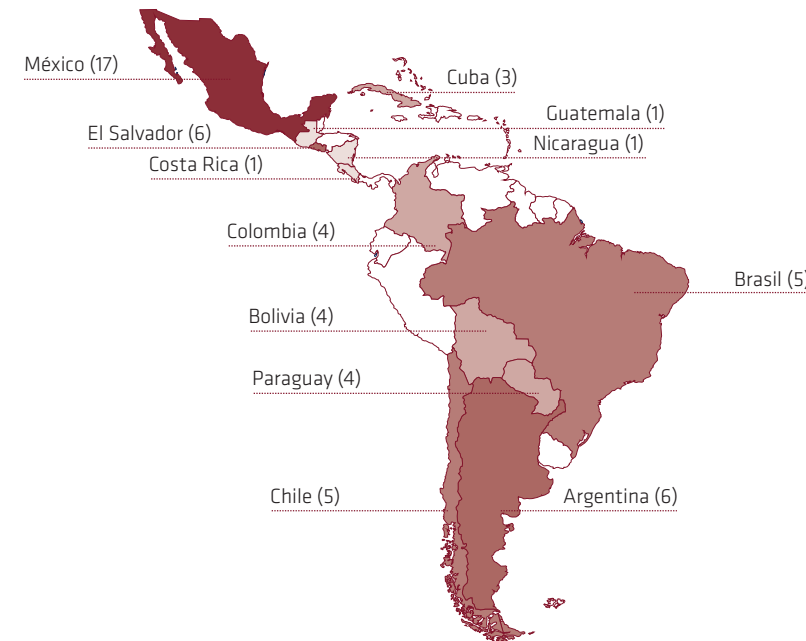 México (17)
Cuba (3)
Guatemala (1)
El Salvador (6)
Nicaragua (1)
Costa Rica (1)
Colombia (4)
Brasil (5)
Bolivia (4)
Paraguay (4)
Chile (5)
Argentina (6)